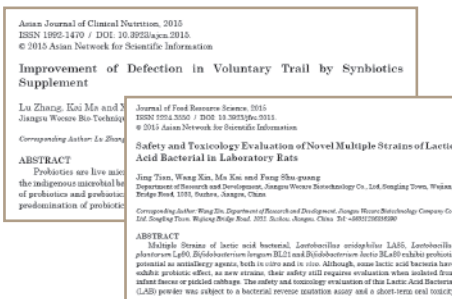 Asian Journal of Clinical Nutrition, 2015
ISSN 1992-1470 / DOI: 10.3923/ajcn.2015.
© 2015 Asian Network for Scientific Information
Improvement of Defection in Voluntary Trail by Synbiotics
Supplement
Lu Zhang, Kai Ma and X
Jiangsu Wecare Bio-Techniqu
Corresponding Author: Lu Zhang
ABSTRACT
Probiotics are live mic
the indigenous microbial ba
of probiotics and prebiotic
predomination of probiotic
Journal of Food Resource Science, 2015
ISSN 2224-3550 / DOI: 10.3923/jfrs.2015.
© 2015 Asian Network for Scientific Information
Safety and Toxicology Evaluation of Novel Multiple Strains of Lactic
Acid Bacterial in Laboratory Rats
Jing Tian, Wang Xin, Ma Kai and Fang Shu-guang
Department of Research and Development, Jiangsu Wecare Biotechnology Co., Ltd, Songling Town, Wujian
Bridge Road, 1033, Suzhou, Jiangsu, China
Corresponding Author: Wang Xin, Department of Research and Development, Jiangsu Wecare Biotechnology Company Co
Ltd, Songling Town, Wujiang Bridge Road, 1033, Suzhou, Jiangsu, China
ABSTRACT
Multiple Strains of lactic acid bacterial, Lactobacillus acidophilus LA85, Lactobacillu
plantarum Lp90, Bifidobacterium longum BL21 and Bifidobacterium lactis BLa80 exhibit probioti
potential as antiallergy agents, both in vitro and in vivo. Although, some lactic acid bacteria hav
exhibit probiotic effect, as new strains, their safety still requires evaluation when isolated from
infant faeces or pickled cabbage. The safety and toxicology evaluation of this Lactic Acid Bacteria
(LAB) powder was subject to a bacterial reverse mutation assay and a short-term oral toxicity